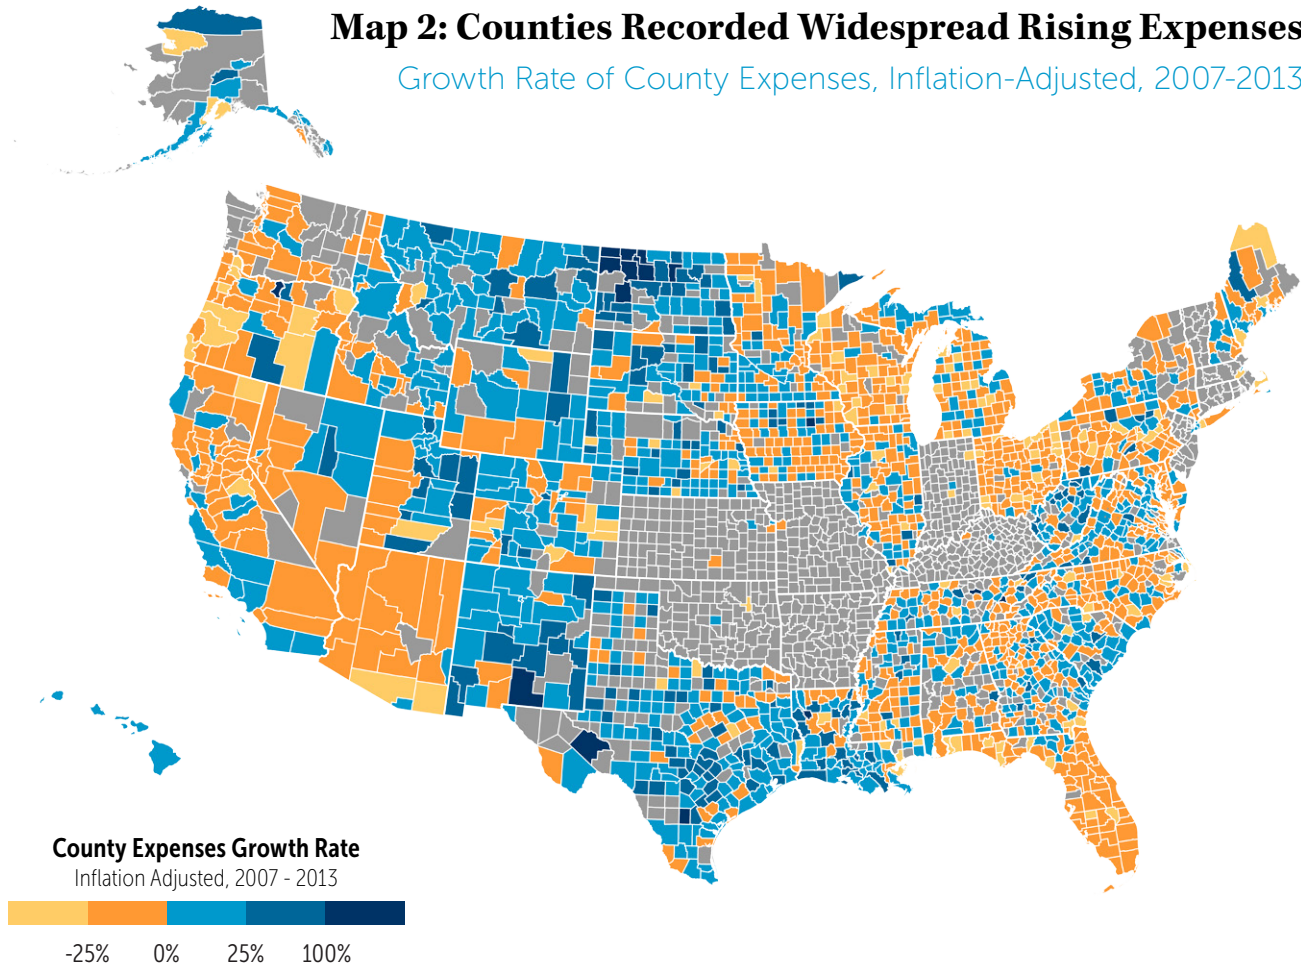 Map 2: Counties Recorded Widespread Rising Expenses
Growth Rate of County Expenses, Inflation-Adjusted, 2007-2013
County Expenses Growth Rate
Inflation Adjusted, 2007 - 2013
-25% 0% 25% 100%